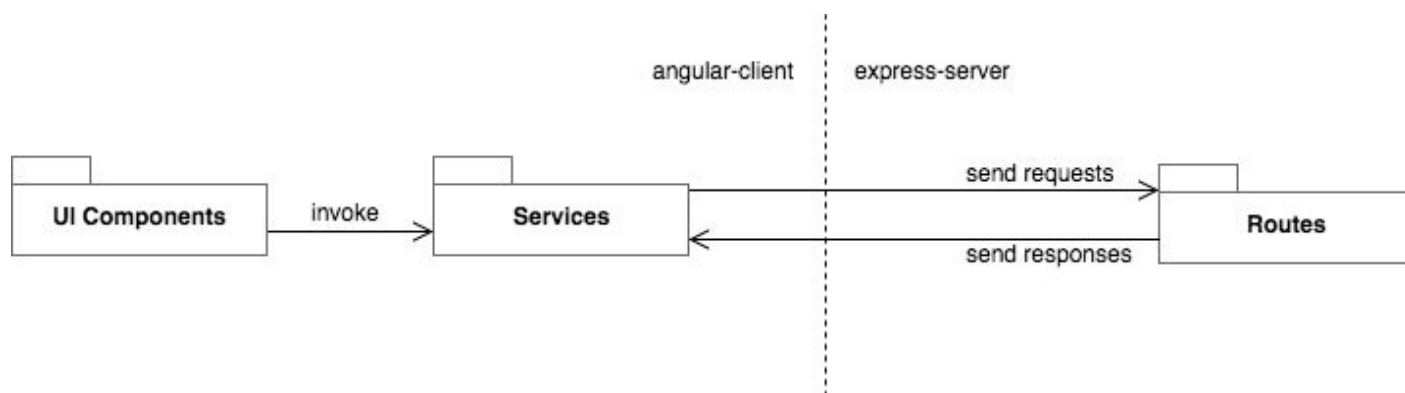 angular-client
express-server
send requests
UI Components
invoke
Services
Routes
send responses